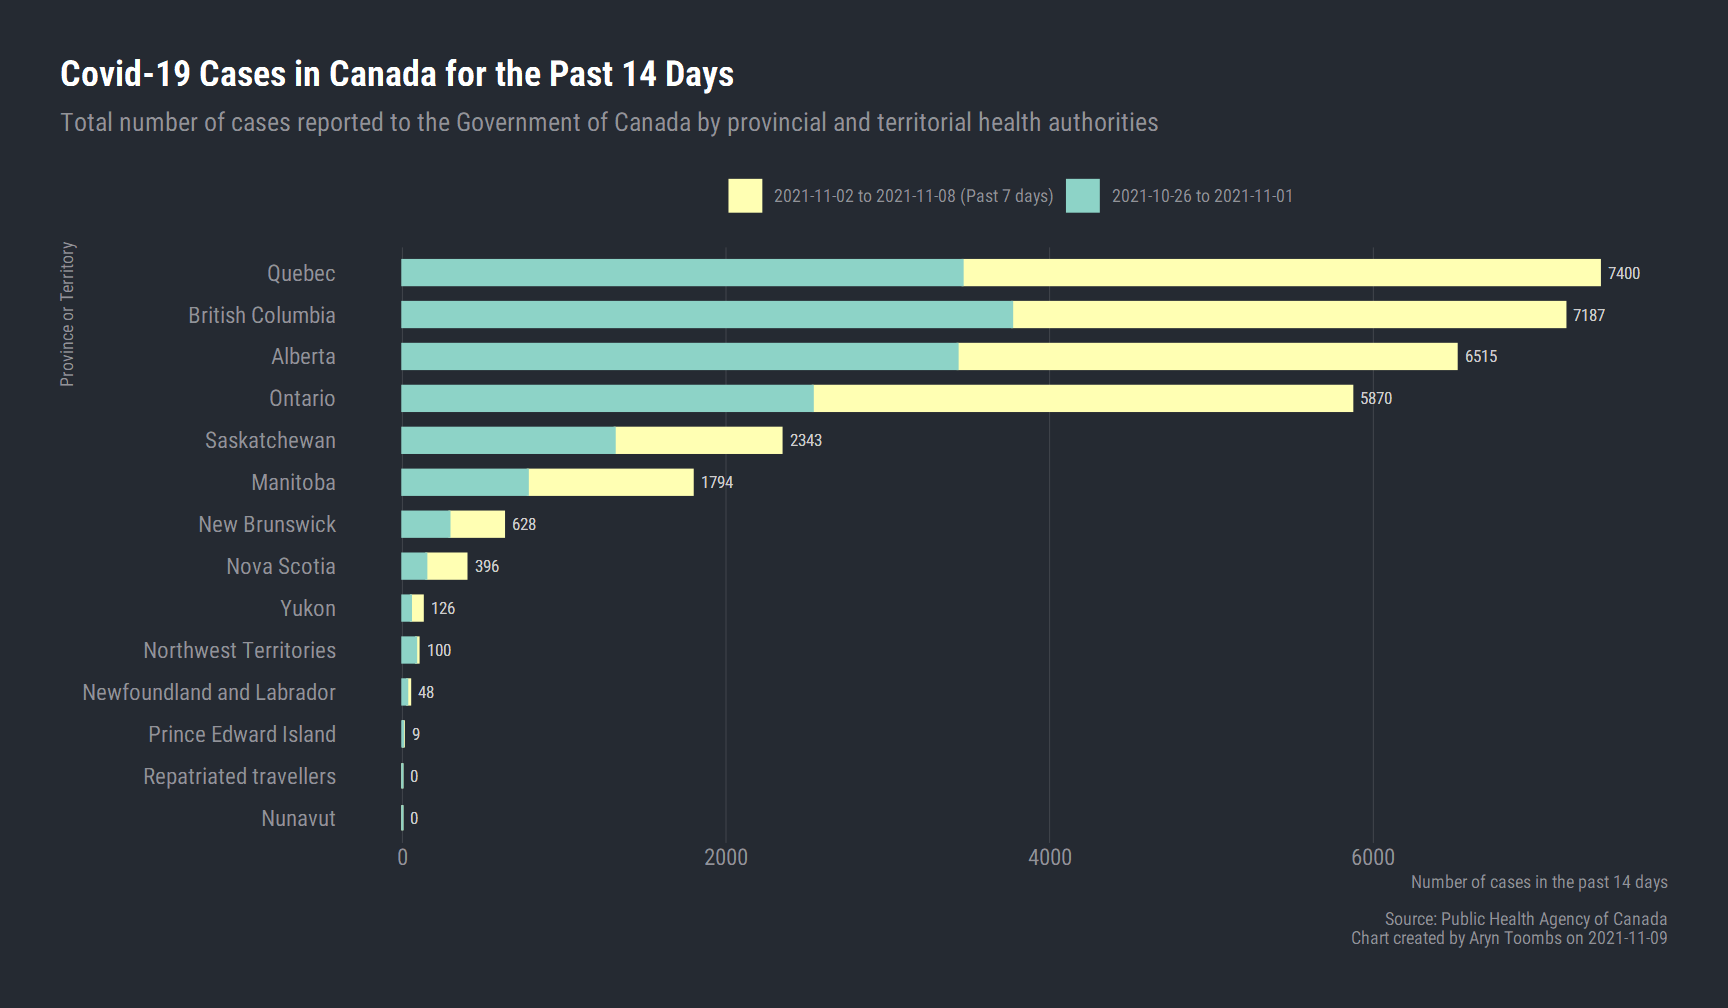 Covid-19 Cases in Canada for the Past 14 Days
Total number of cases reported to the Government of Canada by provincial and territorial health authorities
2021-11-02 to 2021-11-08 (Past 7 days)
2021-10-26 to 2021-11-01
Province or Territory
Quebec 7400
British Columbia 7187
Alberta 6515
Ontario 5870
Saskatchewan 2343
Manitoba 1794
New Brunswick 628
Nova Scotia 396
Yukon 126
Northwest Territories 100
Newfoundland and Labrador 48
Prince Edward Island 9
Repatriated travellers 0
Nunavut 0
0 2000 4000 6000
Number of cases in the past 14 days
Source: Public Health Agency of Canada
Chart created by Aryn Toombs on 2021-11-09